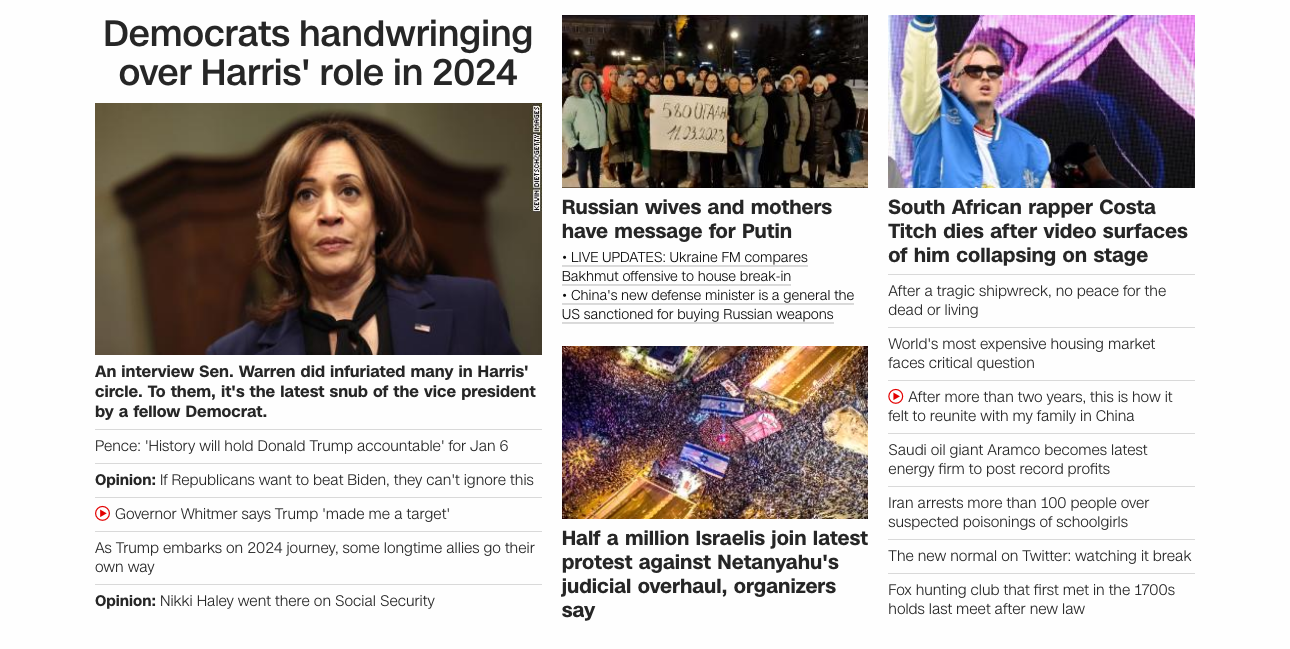 Democrats handwringing
over Harris' role in 2024
KEVIN DIETSCH/GETTY IMAGES
An interview Sen. Warren did infuriated many in Harris'
circle. To them, it's the latest snub of the vice president
by a fellow Democrat.
Pence: 'History will hold Donald Trump accountable' for Jan 6
Opinion: If Republicans want to beat Biden, they can't ignore this
Governor Whitmer says Trump 'made me a target'
As Trump embarks on 2024 journey, some longtime allies go their
own way
Opinion: Nikki Haley went there on Social Security
580 ОГАДН
11.03.2023
Russian wives and mothers
have message for Putin
• LIVE UPDATES: Ukraine FM compares
Bakhmut offensive to house break-in
• China's new defense minister is a general the
US sanctioned for buying Russian weapons
Half a million Israelis join latest
protest against Netanyahu's
judicial overhaul, organizers
say
South African rapper Costa
Titch dies after video surfaces
of him collapsing on stage
After a tragic shipwreck, no peace for the
dead or living
World's most expensive housing market
faces critical question
After more than two years, this is how it
felt to reunite with my family in China
Saudi oil giant Aramco becomes latest
energy firm to post record profits
Iran arrests more than 100 people over
suspected poisonings of schoolgirls
The new normal on Twitter: watching it break
Fox hunting club that first met in the 1700s
holds last meet after new law